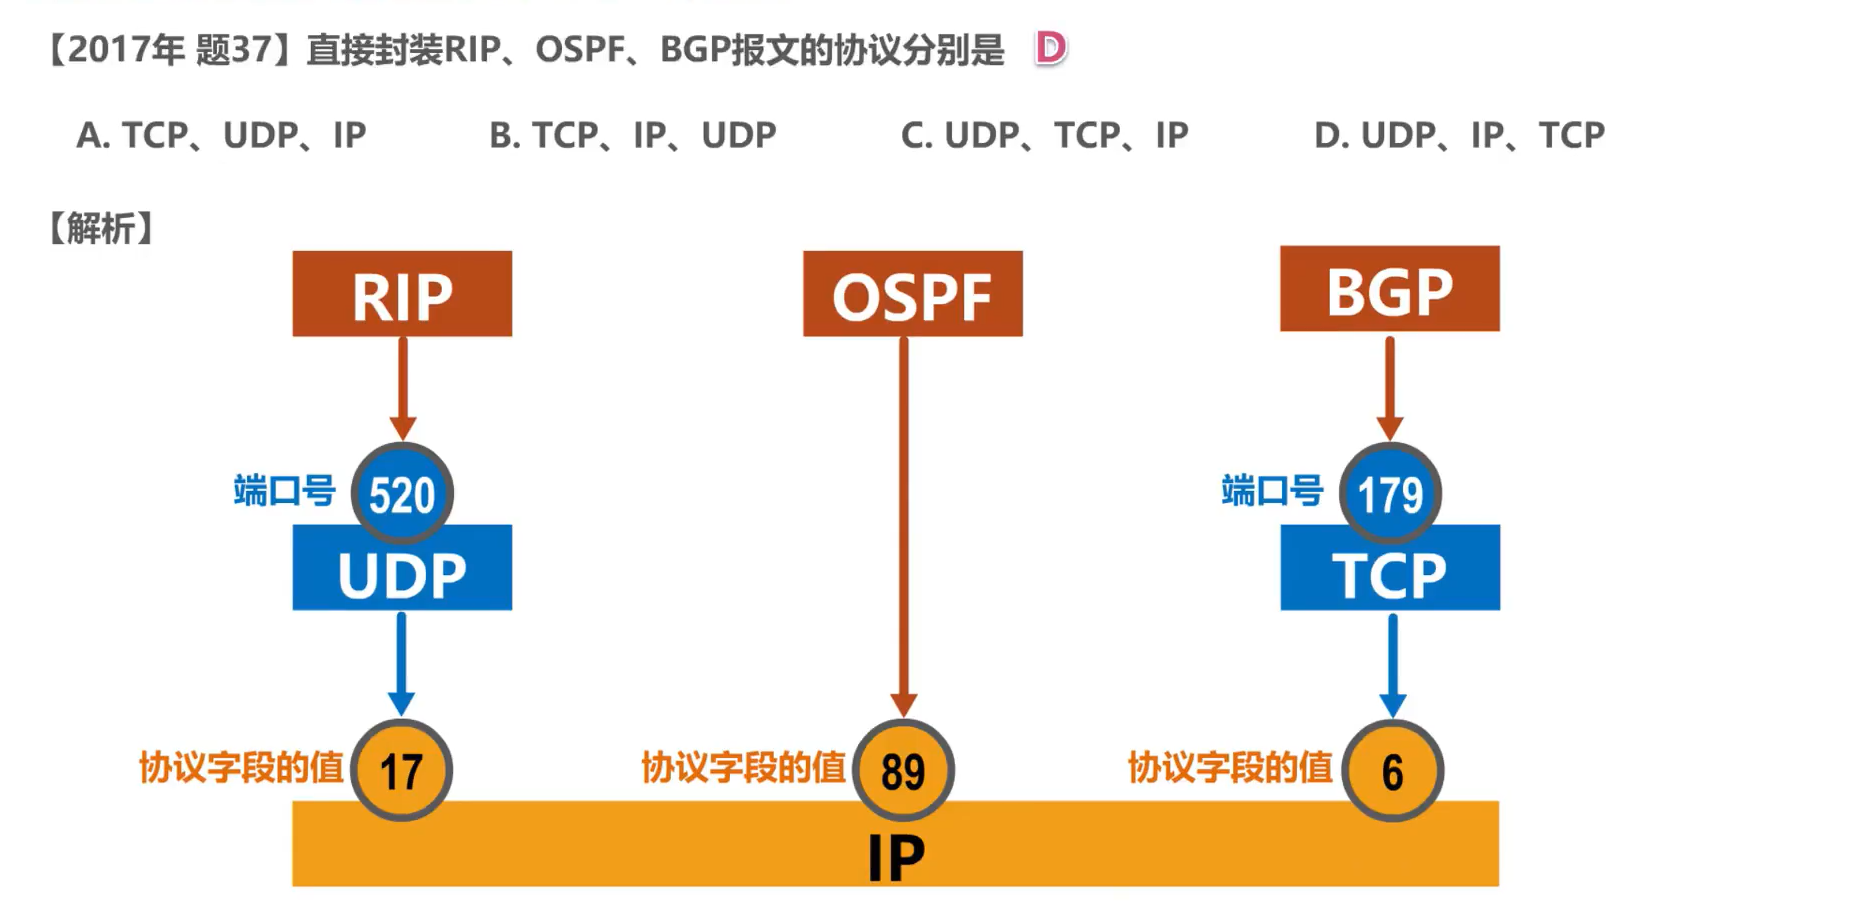 【2017年 题37】直接封装RIP、OSPF、BGP报文的协议分别是 D
A. TCP、UDP、IP B. TCP、IP、UDP C. UDP、TCP、IP D. UDP、IP、TCP
【解析】
RIP OSPF BGP
端口号 520 端口号 179
UDP TCP
协议字段的值 17 协议字段的值 89 协议字段的值 6
IP